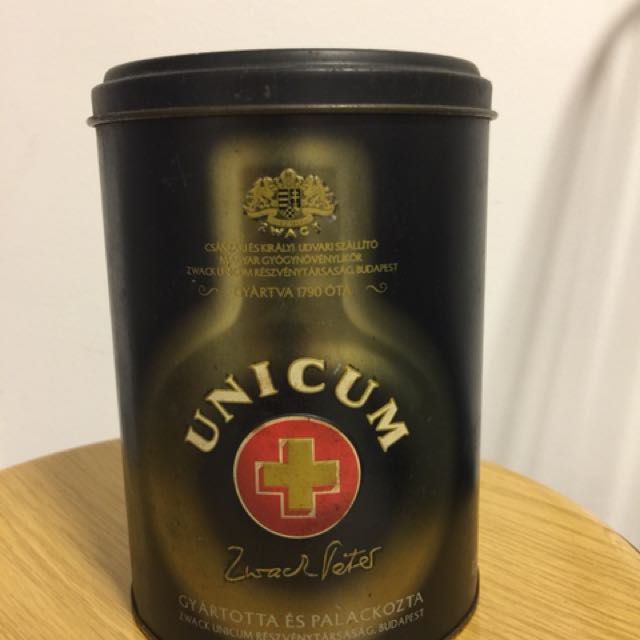 ZWACK
CSÁSZÁRI ÉS KIRÁLYI UDVARI SZÁLLÍTÓ
MAGYAR GYÓGYNÖVÉNYLIKŐR
ZWACK UNICUM RÉSZVÉNYTÁRSASÁG, BUDAPEST
GYÁRTVA 1790 ÓTA
UNICUM
Zwack Péter
GYÁRTOTTA ÉS PALACKOZTA
ZWACK UNICUM RÉSZVÉNYTÁRSASÁG, BUDAPEST